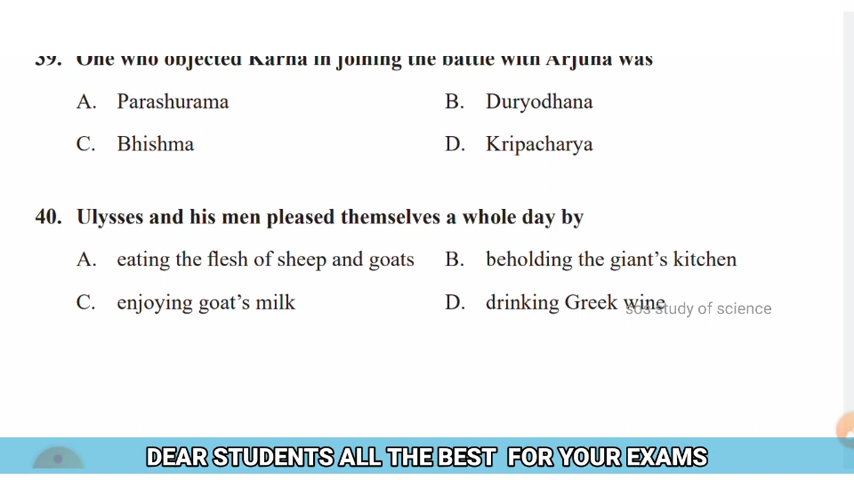 39. One who objected Karna in joining the battle with Arjuna was
A. Parashurama B. Duryodhana
C. Bhishma D. Kripacharya
40. Ulysses and his men pleased themselves a whole day by
A. eating the flesh of sheep and goats B. beholding the giant's kitchen
C. enjoying goat's milk D. drinking Greek wine
sos study of science
DEAR STUDENTS ALL THE BEST FOR YOUR EXAMS